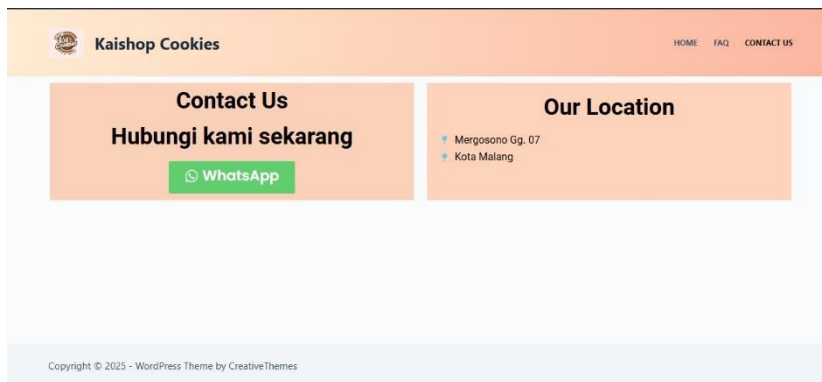 Kaishop Cookies
HOME FAQ CONTACT US
Contact Us
Hubungi kami sekarang
WhatsApp
Our Location
Mergosono Gg. 07
Kota Malang
Copyright © 2025 - WordPress Theme by CreativeThemes